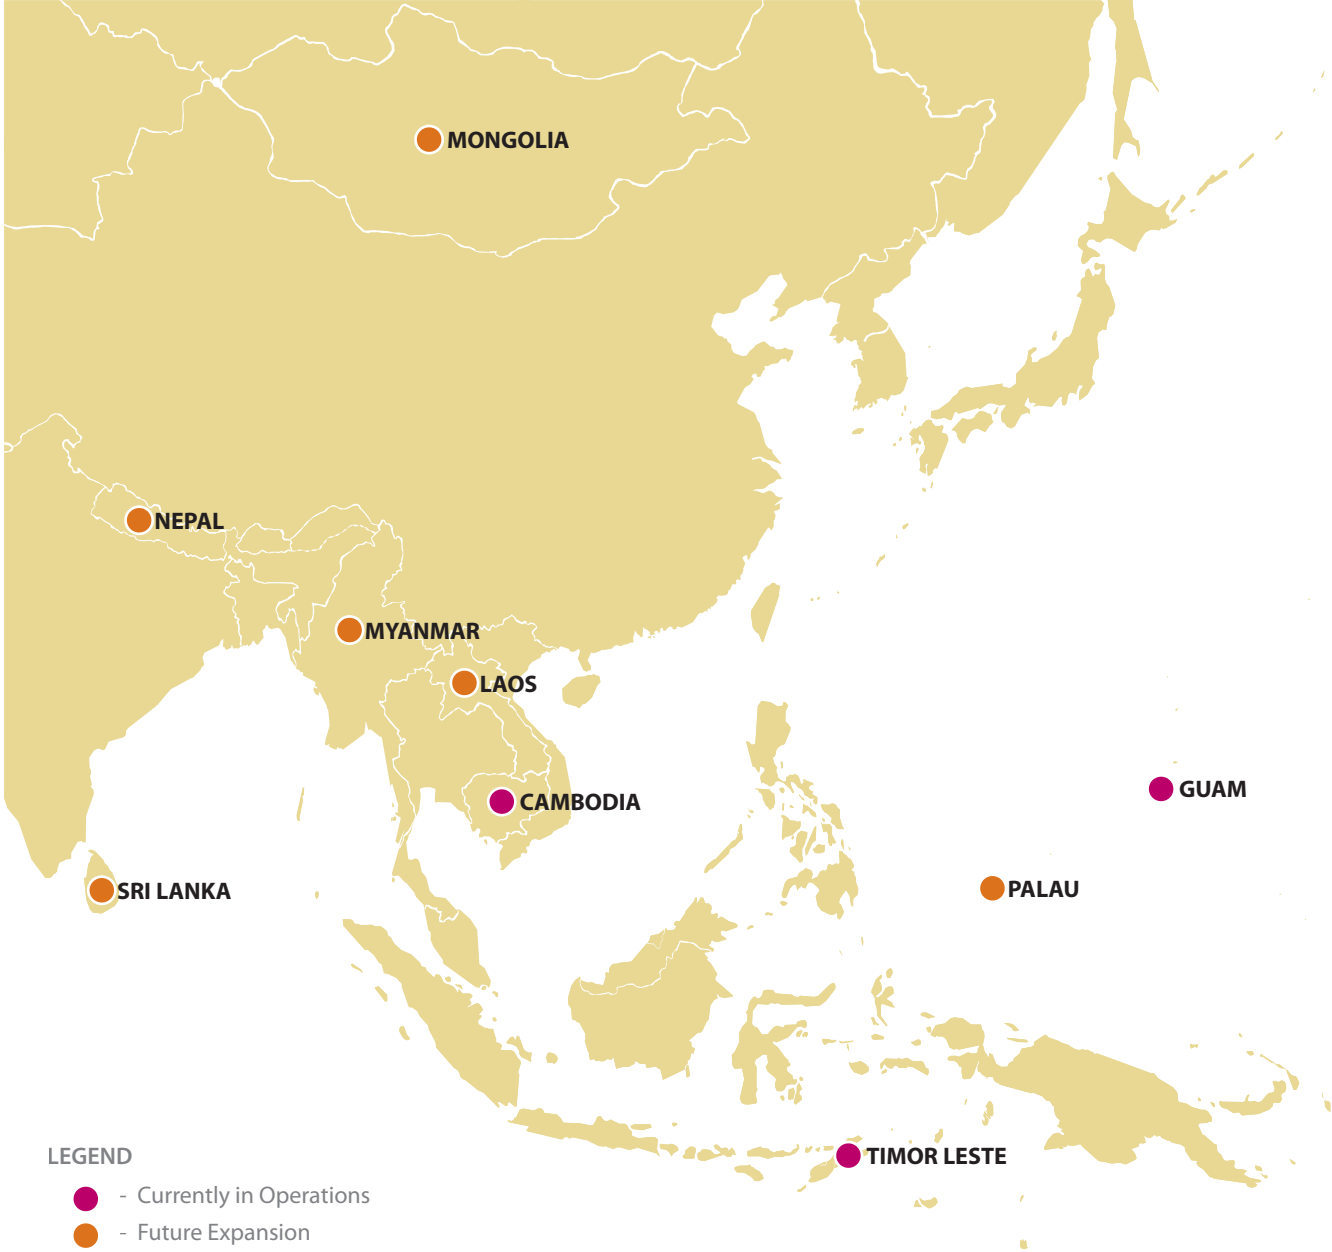 MONGOLIA
NEPAL
MYANMAR
LAOS
GUAM
CAMBODIA
SRI LANKA
PALAU
TIMOR LESTE
LEGEND
- Currently in Operations
- Future Expansion